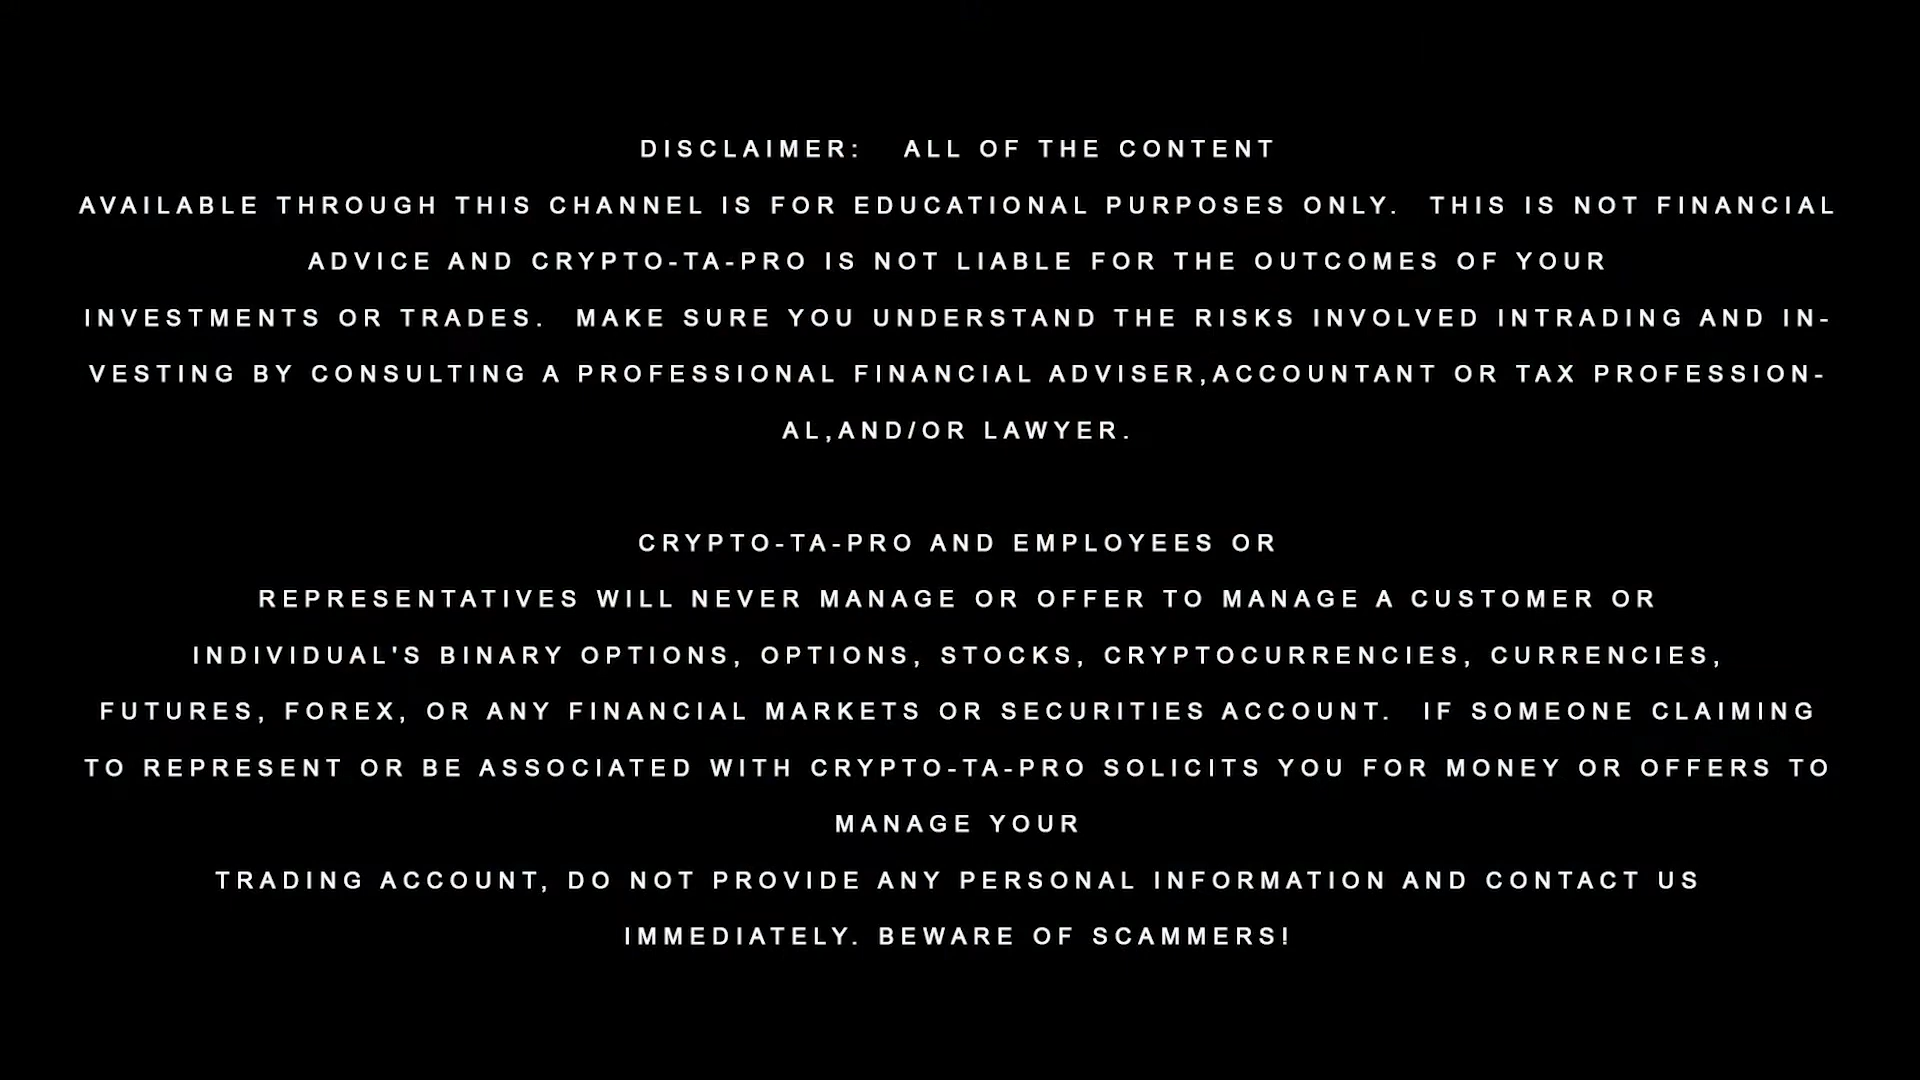 DISCLAIMER:   ALL OF THE CONTENT
AVAILABLE THROUGH THIS CHANNEL IS FOR EDUCATIONAL PURPOSES ONLY.  THIS IS NOT FINANCIAL
ADVICE AND CRYPTO-TA-PRO IS NOT LIABLE FOR THE OUTCOMES OF YOUR
INVESTMENTS OR TRADES.  MAKE SURE YOU UNDERSTAND THE RISKS INVOLVED INTRADING AND IN-
VESTING BY CONSULTING A PROFESSIONAL FINANCIAL ADVISER,ACCOUNTANT OR TAX PROFESSION-
AL,AND/OR LAWYER.
CRYPTO-TA-PRO AND EMPLOYEES OR
REPRESENTATIVES WILL NEVER MANAGE OR OFFER TO MANAGE A CUSTOMER OR
INDIVIDUAL'S BINARY OPTIONS, OPTIONS, STOCKS, CRYPTOCURRENCIES, CURRENCIES,
FUTURES, FOREX, OR ANY FINANCIAL MARKETS OR SECURITIES ACCOUNT.  IF SOMEONE CLAIMING
TO REPRESENT OR BE ASSOCIATED WITH CRYPTO-TA-PRO SOLICITS YOU FOR MONEY OR OFFERS TO
MANAGE YOUR
TRADING ACCOUNT, DO NOT PROVIDE ANY PERSONAL INFORMATION AND CONTACT US
IMMEDIATELY. BEWARE OF SCAMMERS!